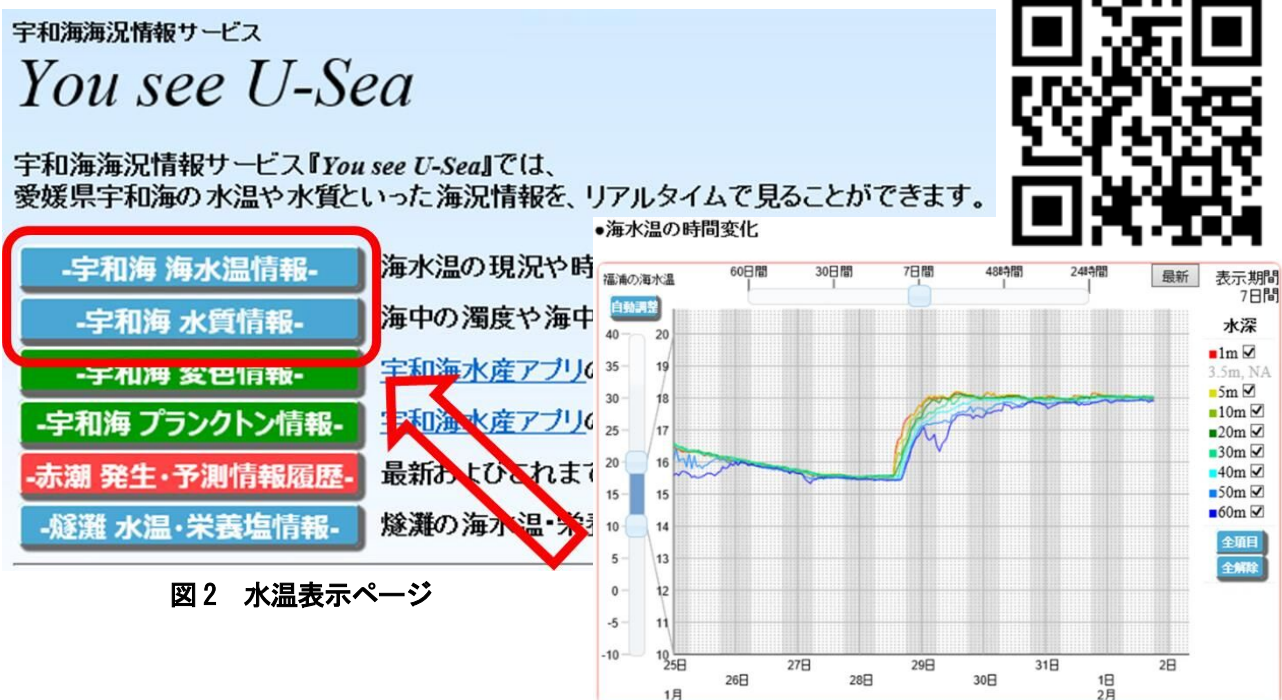 宇和海海況情報サービス
You see U-Sea
宇和海海況情報サービス『You see U-Sea』では、
愛媛県宇和海の水温や水質といった海況情報を、リアルタイムで見ることができます。
-宇和海 海水温情報-
海水温の現況や時
-宇和海 水質情報-
海中の濁度や海中
-宇和海 変色情報-
宇和海水産アプリの
-宇和海 プランクトン情報-
宇和海水産アプリの
-赤潮 発生・予測情報履歴-
最新およびこれまで
-燧灘 水温・栄養塩情報-
燧灘の海水温・栄養
図2 水温表示ページ
●海水温の時間変化
福浦の海水温
60日間 30日間 7日間 48時間 24時間
最新
表示期間
7日間
自動調整
水深
1m
3.5m, NA
5m
10m
20m
30m
40m
50m
60m
全項目
全解除
40
35
30
25
20
15
10
5
0
-5
-10
20
19
18
17
16
15
14
13
12
11
10
25日 26日 27日 28日 29日 30日 31日 1日 2日
1月 2月